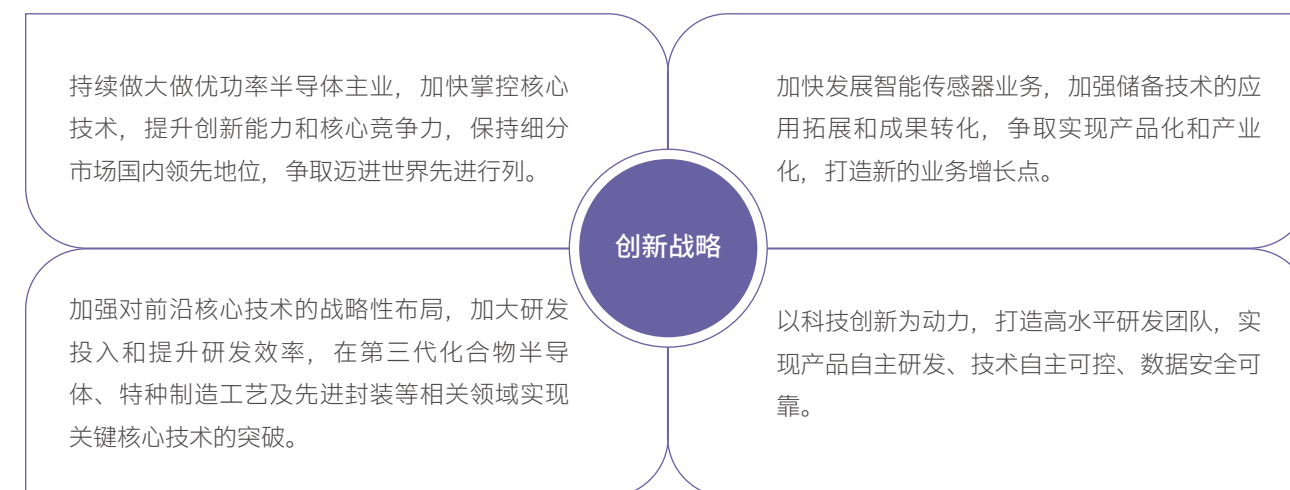 持续做大做优功率半导体主业，加快掌控核心
技术，提升创新能力和核心竞争力，保持细分
市场国内领先地位，争取迈进世界先进行列。
加快发展智能传感器业务，加强储备技术的应
用拓展和成果转化，争取实现产品化和产业
化，打造新的业务增长点。
创新战略
加强对前沿核心技术的战略性布局，加大研发
投入和提升研发效率，在第三代化合物半导
体、特种制造工艺及先进封装等相关领域实现
关键核心技术的突破。
以科技创新为动力，打造高水平研发团队，实
现产品自主研发、技术自主可控、数据安全可
靠。